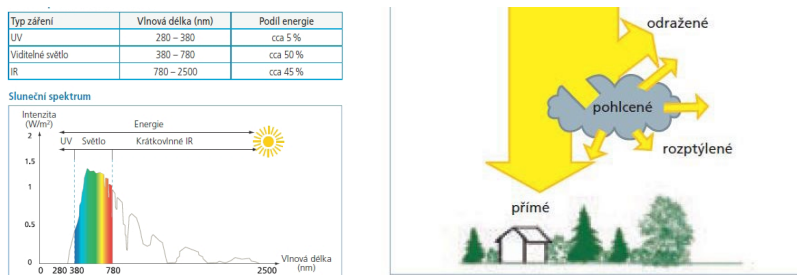 Typ záření Vlnová délka (nm) Podíl energie
UV 280 – 380 cca 5 %
Viditelné světlo 380 – 780 cca 50 %
IR 780 – 2500 cca 45 %
Sluneční spektrum
Intenzita
(W/m²)
Energie
UV Světlo Krátkovlnné IR
2
1.5
1
0.5
0
0 280 380 780 2500
Vlnová délka
(nm)
odražené
pohlcené
rozptýlené
přímé